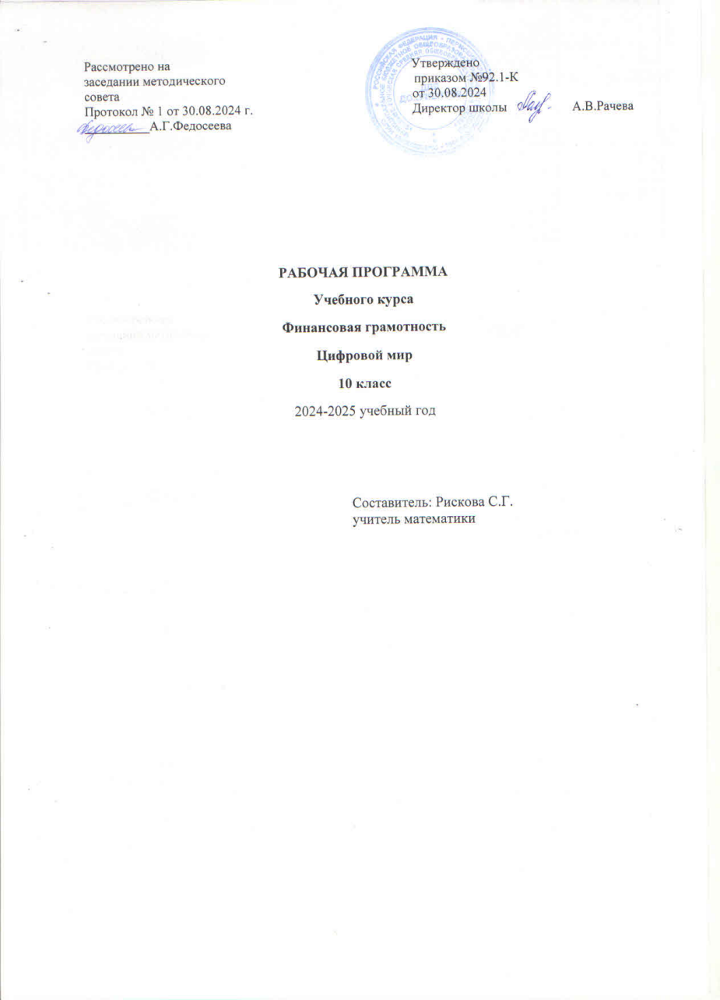 Рассмотрено на
заседании методического
совета
Протокол № 1 от 30.08.2024 г.
А.Г.Федосеева
Утверждено
приказом №92.1-К
от 30.08.2024
Директор школы А.В.Рачева
РОССИЙСКАЯ ФЕДЕРАЦИЯ
РАБОЧАЯ ПРОГРАММА
Учебного курса
Финансовая грамотность
Цифровой мир
10 класс
2024-2025 учебный год
Составитель: Рискова С.Г.
учитель математики